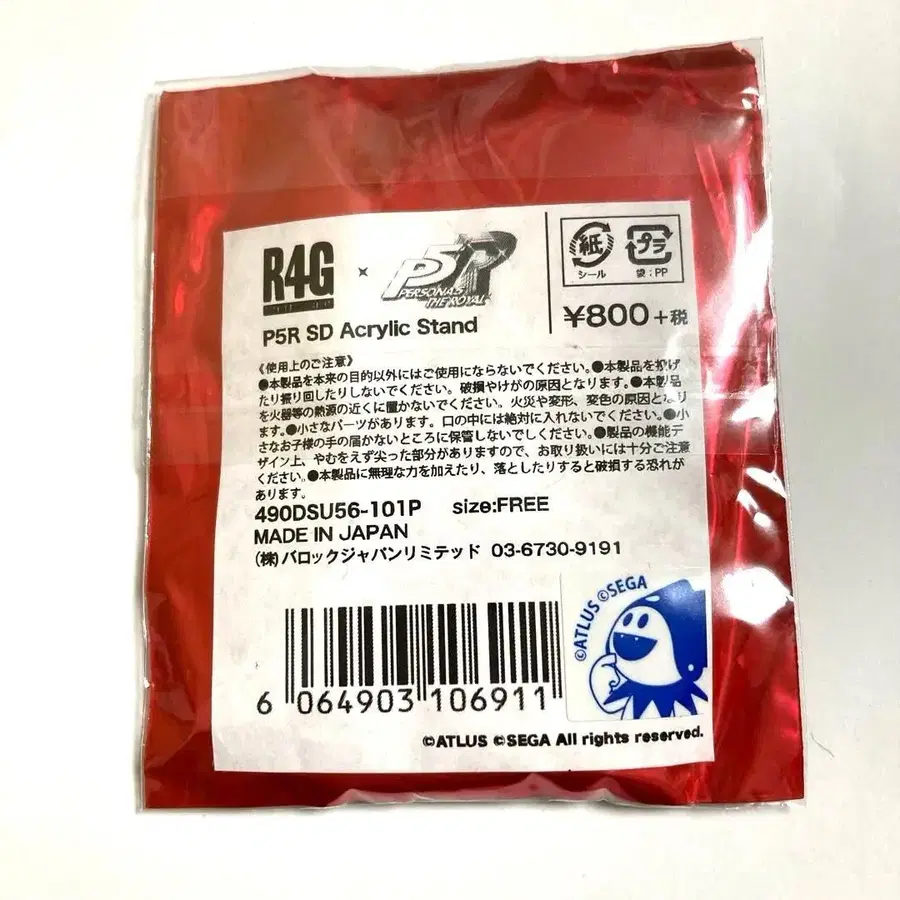 R4G × P5R
PERSONA5
THE ROYAL
紙
シール
プラ
袋:PP
P5R SD Acrylic Stand
¥800+税
《使用上のご注意》
●本製品を本来の目的以外にはご使用にならないでください。●本製品を投げ
たり振り回したりしないでください。破損やけがの原因となります。●本製品
を火器等の熱源の近くに置かないでください。火災や変形、変色の原因となり
ます。●小さなパーツがあります。口の中には絶対に入れないでください。●小
さなお子様の手の届かないところに保管しないでしください。●製品の機能デ
ザイン上、やむをえず尖った部分がありますので、お取り扱いには十分ご注意
ください。●本製品に無理な力を加えたり、落としたりすると破損する恐れが
あります。
490DSU56-101P size:FREE
MADE IN JAPAN
(株)バロックジャパンリミテッド 03-6730-9191
©ATLUS ©SEGA
6 064903 106911
©ATLUS ©SEGA All rights reserved.